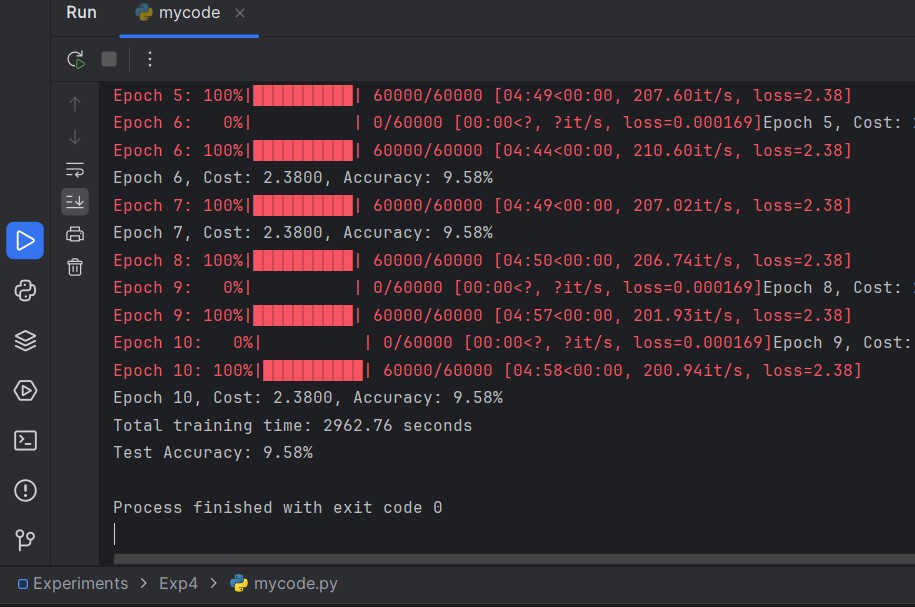 Run mycode
Epoch 5: 100%|██████████| 60000/60000 [04:49<00:00, 207.60it/s, loss=2.38]
Epoch 6:   0%|          | 0/60000 [00:00<?, ?it/s, loss=0.000169]Epoch 5, Cost:
Epoch 6: 100%|██████████| 60000/60000 [04:44<00:00, 210.60it/s, loss=2.38]
Epoch 6, Cost: 2.3800, Accuracy: 9.58%
Epoch 7: 100%|██████████| 60000/60000 [04:49<00:00, 207.02it/s, loss=2.38]
Epoch 7, Cost: 2.3800, Accuracy: 9.58%
Epoch 8: 100%|██████████| 60000/60000 [04:50<00:00, 206.74it/s, loss=2.38]
Epoch 9:   0%|          | 0/60000 [00:00<?, ?it/s, loss=0.000169]Epoch 8, Cost:
Epoch 9: 100%|██████████| 60000/60000 [04:57<00:00, 201.93it/s, loss=2.38]
Epoch 10:   0%|          | 0/60000 [00:00<?, ?it/s, loss=0.000169]Epoch 9, Cost:
Epoch 10: 100%|██████████| 60000/60000 [04:58<00:00, 200.94it/s, loss=2.38]
Epoch 10, Cost: 2.3800, Accuracy: 9.58%
Total training time: 2962.76 seconds
Test Accuracy: 9.58%
Process finished with exit code 0
Experiments > Exp4 > mycode.py